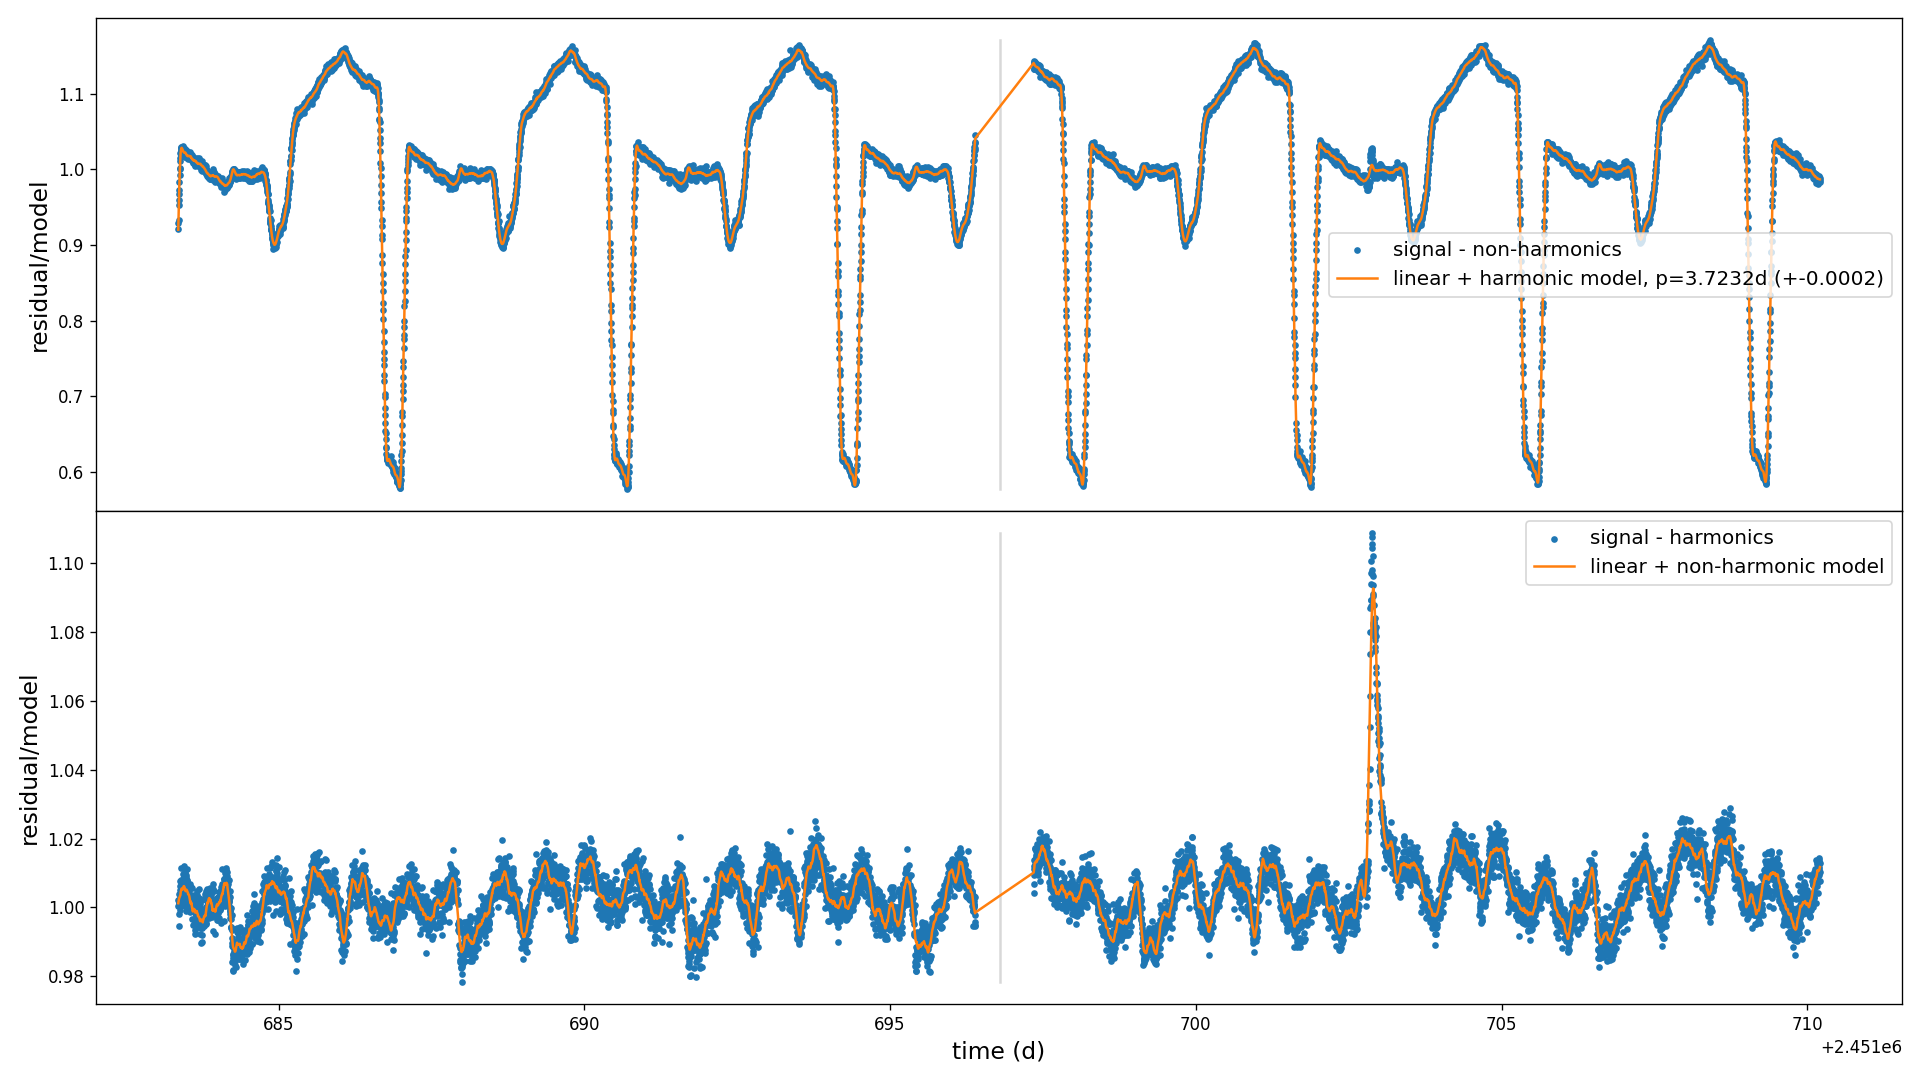 residual/model
1.1
1.0
0.9
0.8
0.7
0.6
signal - non-harmonics
linear + harmonic model, p=3.7232d (+-0.0002)
residual/model
1.10
1.08
1.06
1.04
1.02
1.00
0.98
signal - harmonics
linear + non-harmonic model
685 690 695 700 705 710
time (d)
+2.451e6